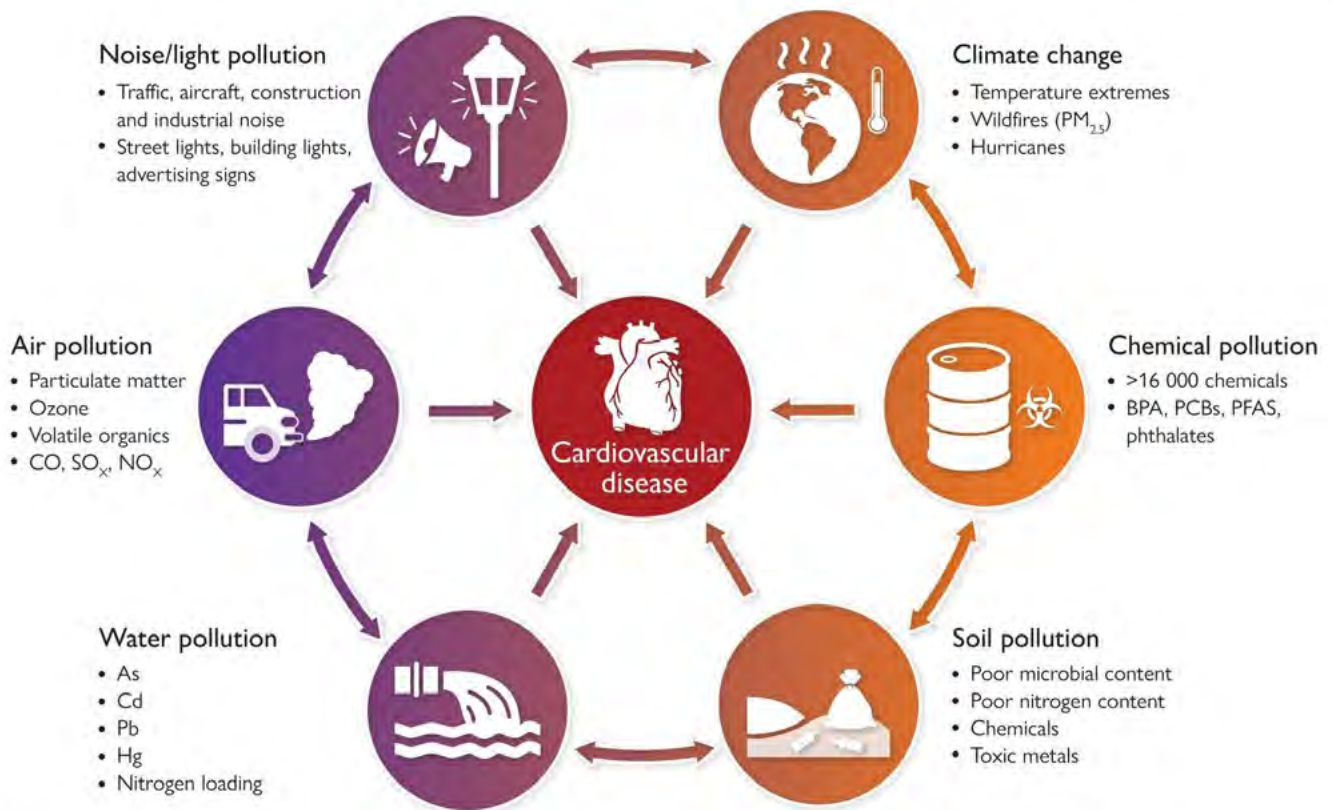 Noise/light pollution
• Traffic, aircraft, construction
and industrial noise
• Street lights, building lights,
advertising signs
Climate change
• Temperature extremes
• Wildfires (PM2.5)
• Hurricanes
Air pollution
• Particulate matter
• Ozone
• Volatile organics
• CO, SOX, NOX
Cardiovascular
disease
Chemical pollution
• >16 000 chemicals
• BPA, PCBs, PFAS,
phthalates
Water pollution
• As
• Cd
• Pb
• Hg
• Nitrogen loading
Soil pollution
• Poor microbial content
• Poor nitrogen content
• Chemicals
• Toxic metals